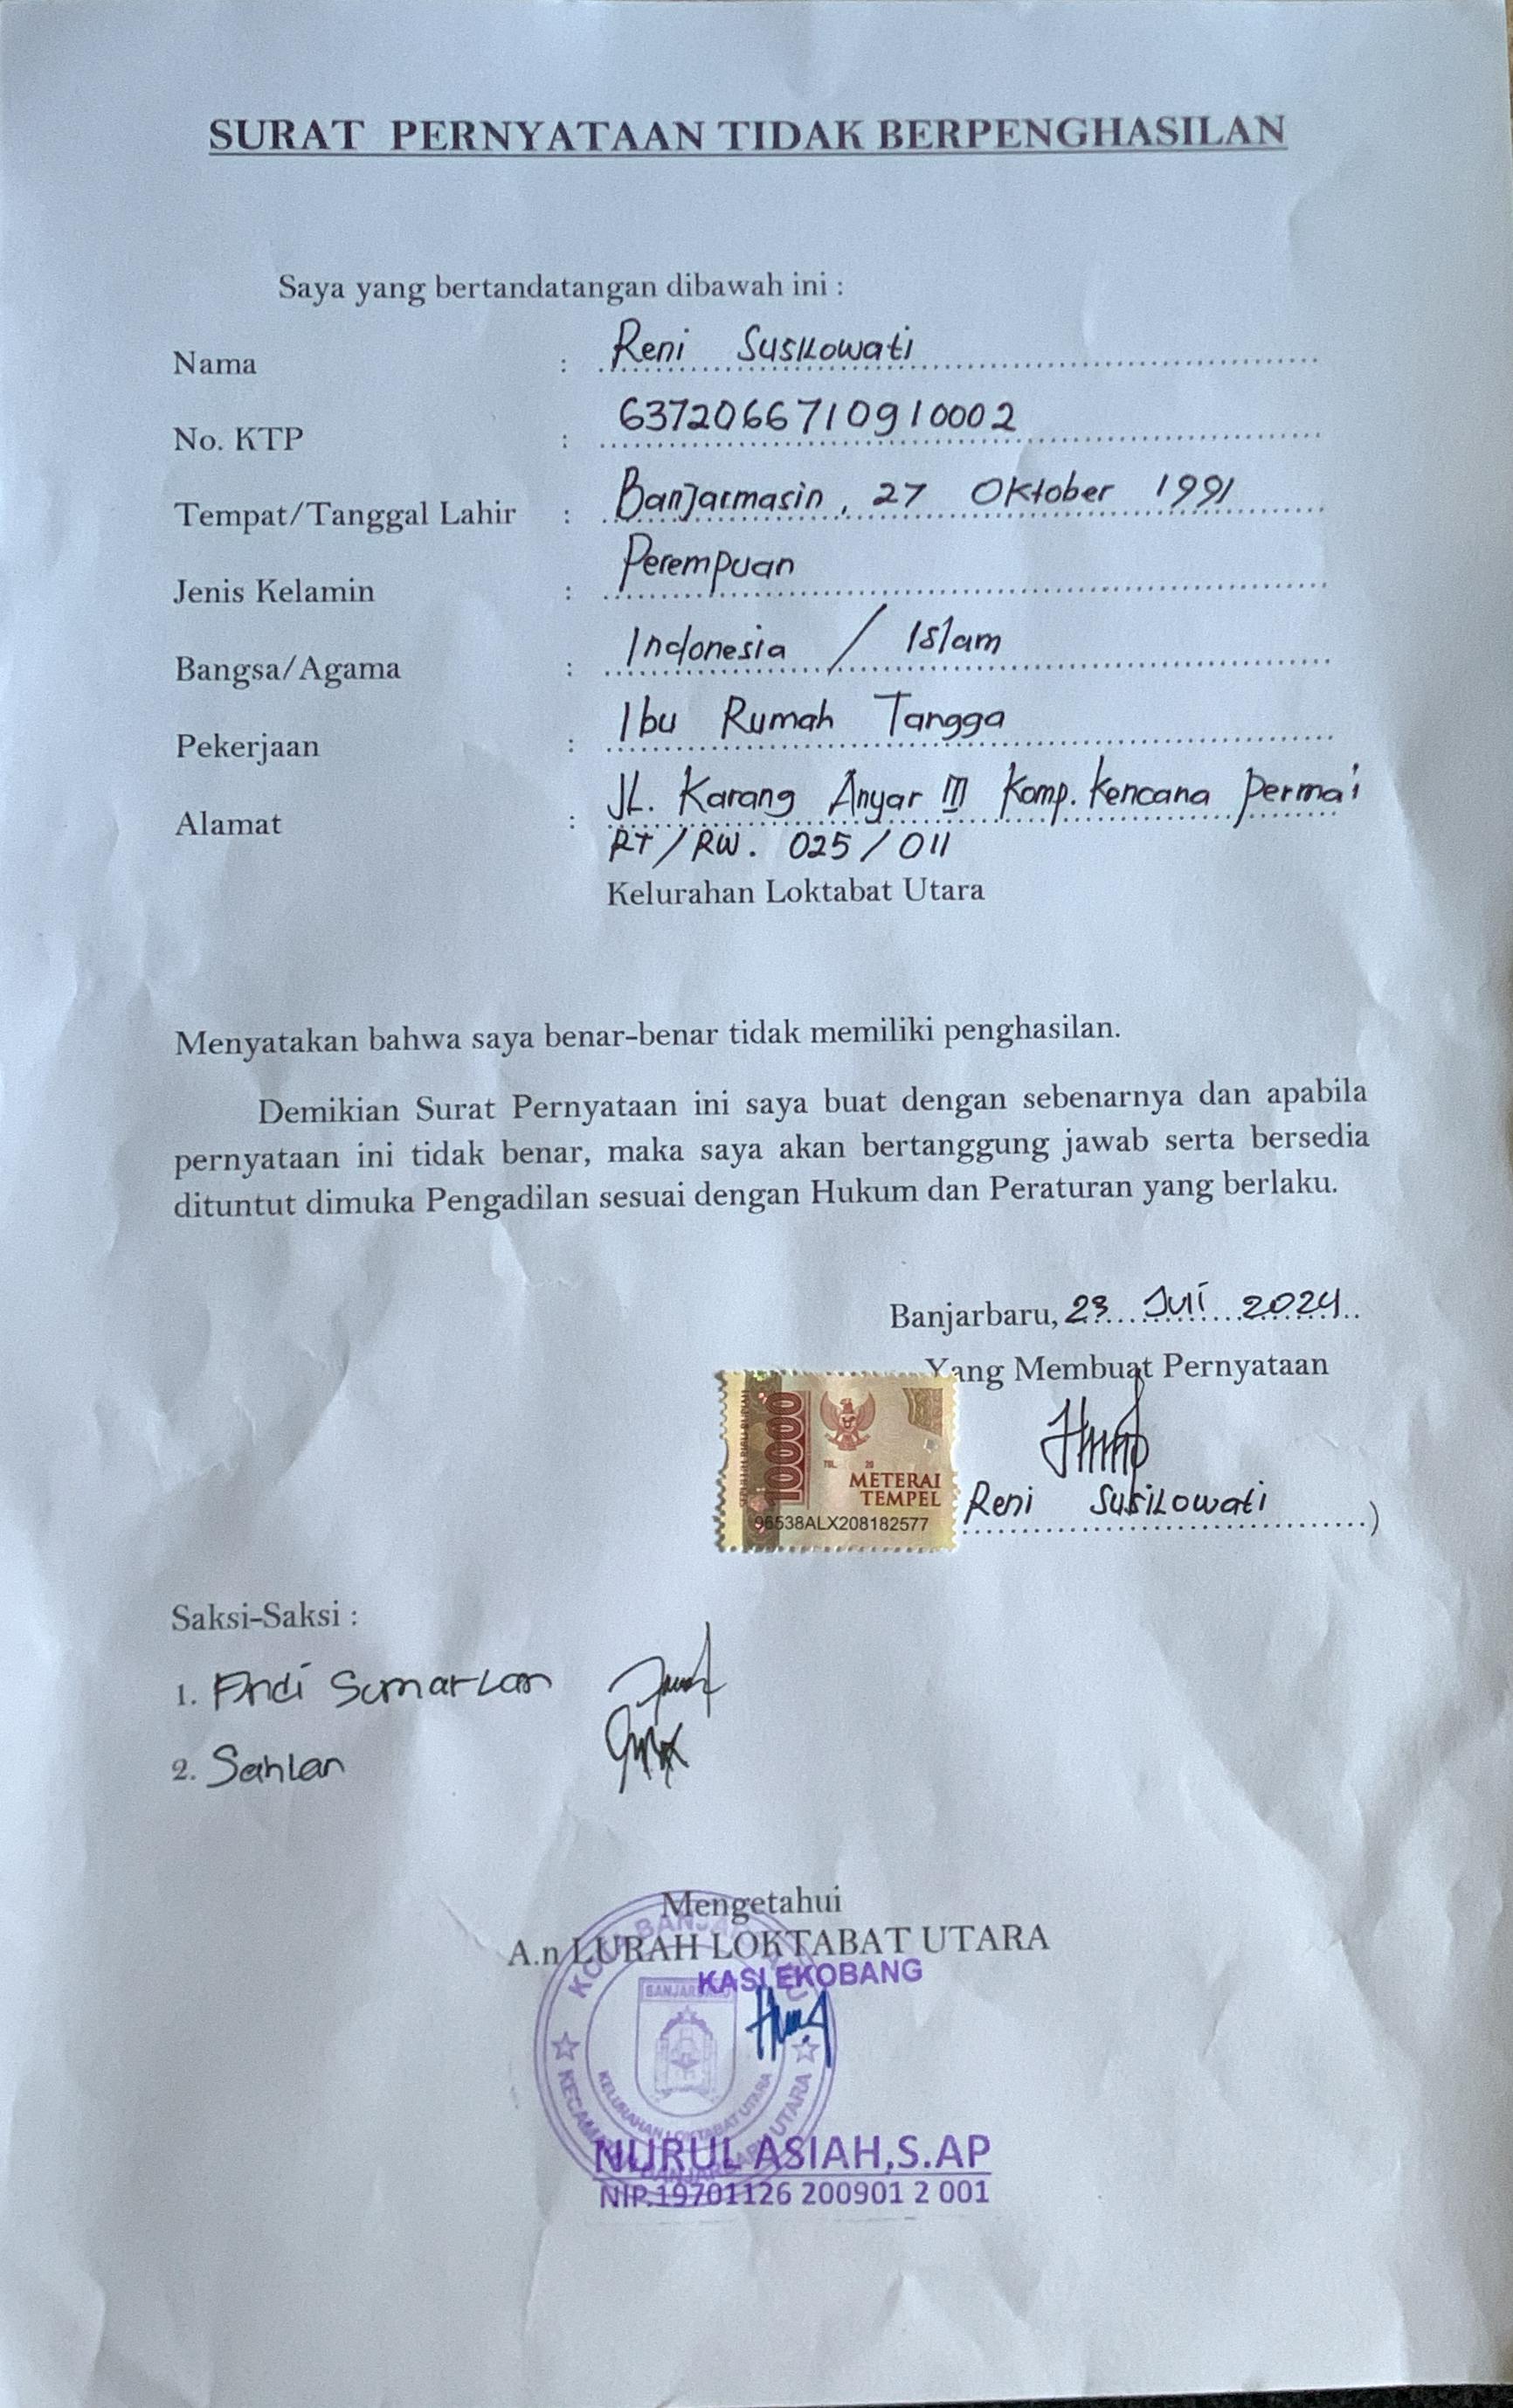 SURAT PERNYATAAN TIDAK BERPENGHASILAN
Saya yang bertandatangan dibawah ini :
Nama : Reni Susilowati
No. KTP : 6372066710910002
Tempat/Tanggal Lahir : Banjarmasin, 27 Oktober 1991
Jenis Kelamin : Perempuan
Bangsa/Agama : Indonesia / Islam
Pekerjaan : Ibu Rumah Tangga
Alamat : JL. Karang Anyar III Komp. Kencana Permai
RT/RW. 025/011
Kelurahan Loktabat Utara
Menyatakan bahwa saya benar-benar tidak memiliki penghasilan.
Demikian Surat Pernyataan ini saya buat dengan sebenarnya dan apabila
pernyataan ini tidak benar, maka saya akan bertanggung jawab serta bersedia
dituntut dimuka Pengadilan sesuai dengan Hukum dan Peraturan yang berlaku.
Banjarbaru, 23 Juli 2024
Yang Membuat Pernyataan
10000
TGL. 20
METERAI
TEMPEL
96538ALX208182577
Reni Susilowati )
Saksi-Saksi :
1. Andi Sumarlan
2. Sahlan
Mengetahui
A.n LURAH LOKTABAT UTARA
KASI EKOBANG
KELURAHAN LOKTABAT UTARA
NURUL ASIAH,S.AP
NIP.19701126 200901 2 001